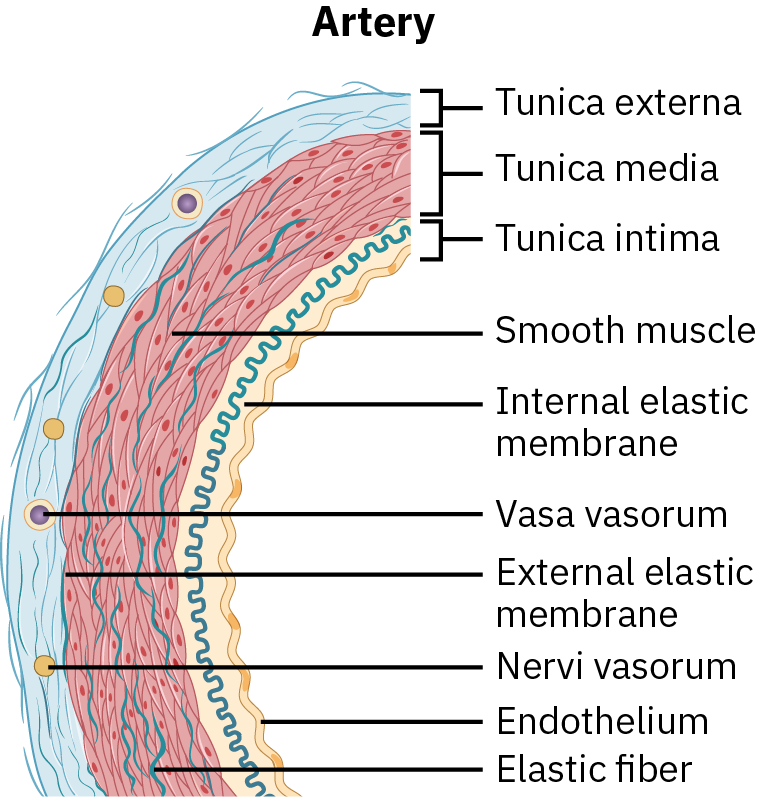 Artery
Tunica externa
Tunica media
Tunica intima
Smooth muscle
Internal elastic
membrane
Vasa vasorum
External elastic
membrane
Nervi vasorum
Endothelium
Elastic fiber